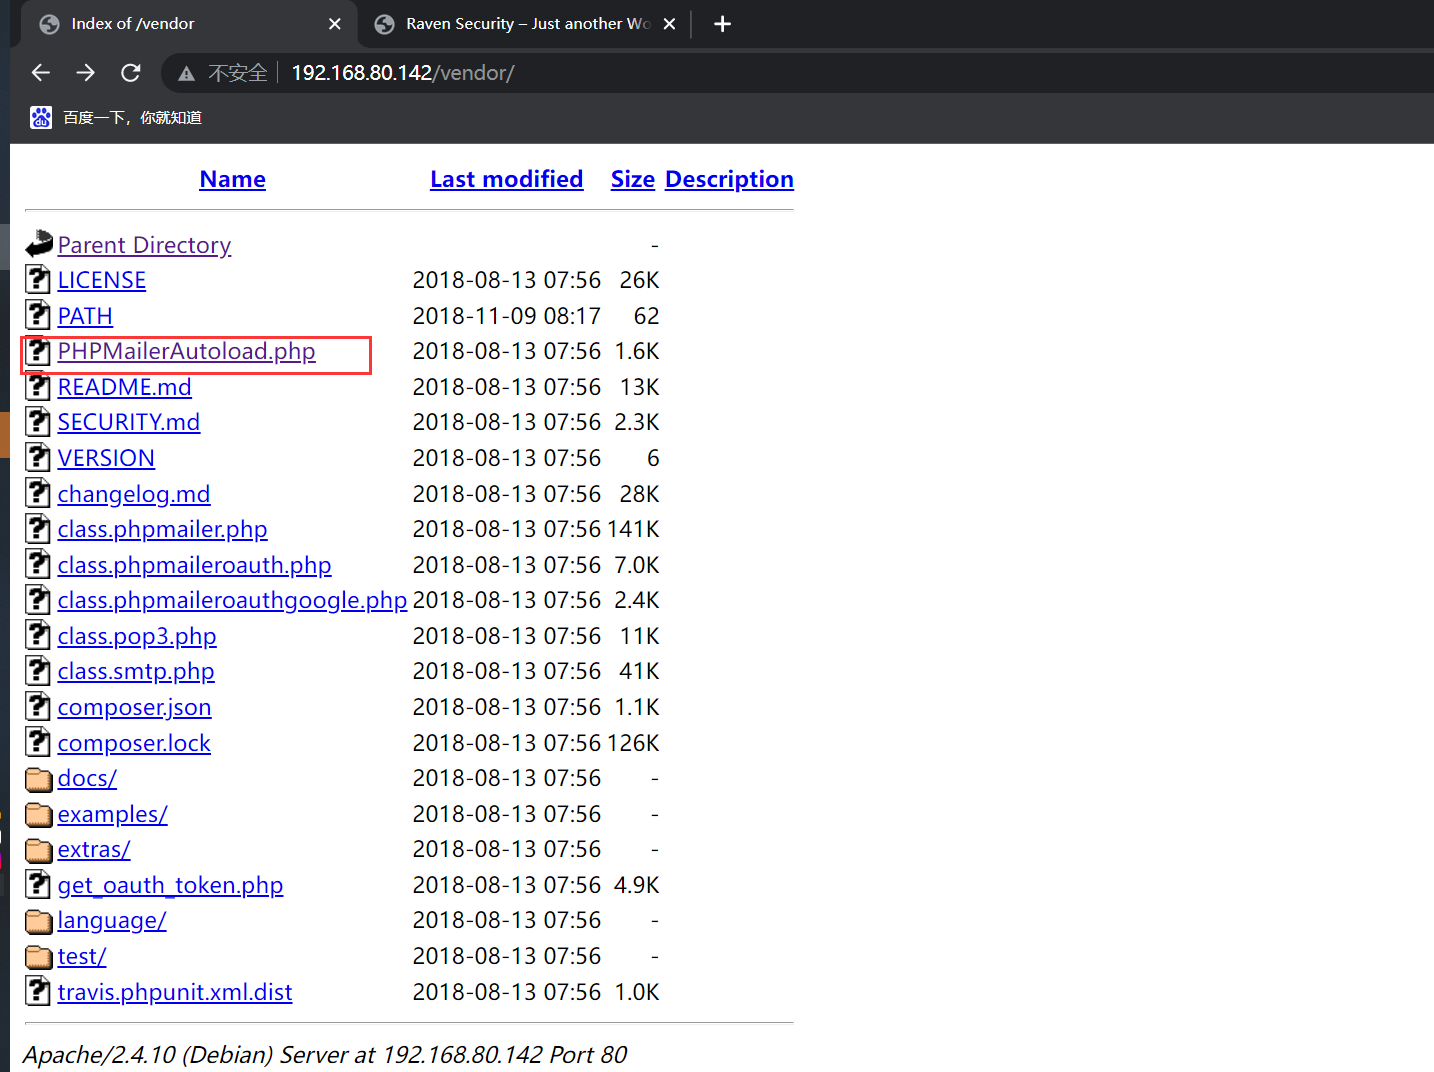 Index of /vendor
Raven Security – Just another Wo
不安全 192.168.80.142/vendor/
百度一下，你就知道
Name Last modified Size Description
Parent Directory -
LICENSE 2018-08-13 07:56 26K
PATH 2018-11-09 08:17 62
PHPMailerAutoload.php 2018-08-13 07:56 1.6K
README.md 2018-08-13 07:56 13K
SECURITY.md 2018-08-13 07:56 2.3K
VERSION 2018-08-13 07:56 6
changelog.md 2018-08-13 07:56 28K
class.phpmailer.php 2018-08-13 07:56 141K
class.phpmaileroauth.php 2018-08-13 07:56 7.0K
class.phpmaileroauthgoogle.php 2018-08-13 07:56 2.4K
class.pop3.php 2018-08-13 07:56 11K
class.smtp.php 2018-08-13 07:56 41K
composer.json 2018-08-13 07:56 1.1K
composer.lock 2018-08-13 07:56 126K
docs/ 2018-08-13 07:56 -
examples/ 2018-08-13 07:56 -
extras/ 2018-08-13 07:56 -
get_oauth_token.php 2018-08-13 07:56 4.9K
language/ 2018-08-13 07:56 -
test/ 2018-08-13 07:56 -
travis.phpunit.xml.dist 2018-08-13 07:56 1.0K
Apache/2.4.10 (Debian) Server at 192.168.80.142 Port 80